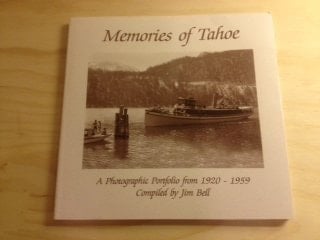 Memories of Tahoe
A Photographic Portfolio from 1920 - 1959
Compiled by Jim Bell